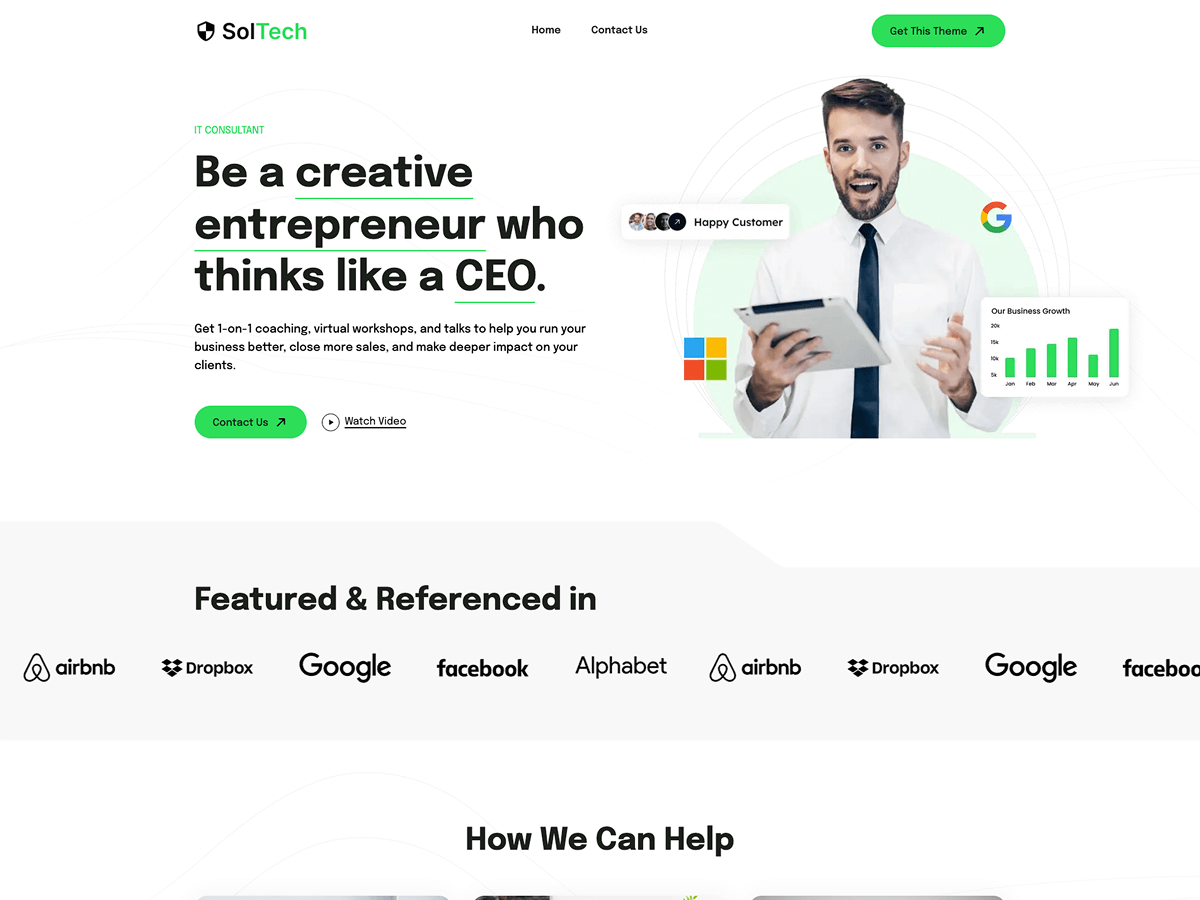 SolTech
Home
Contact Us
Get This Theme
IT CONSULTANT
Be a creative
entrepreneur who
thinks like a CEO.
Get 1-on-1 coaching, virtual workshops, and talks to help you run your
business better, close more sales, and make deeper impact on your
clients.
Contact Us
Watch Video
Happy Customer
Our Business Growth
20k
15k
10k
5k
Jan Feb Mar Apr May Jun
Featured & Referenced in
airbnb Dropbox Google facebook Alphabet airbnb Dropbox Google faceboo
How We Can Help